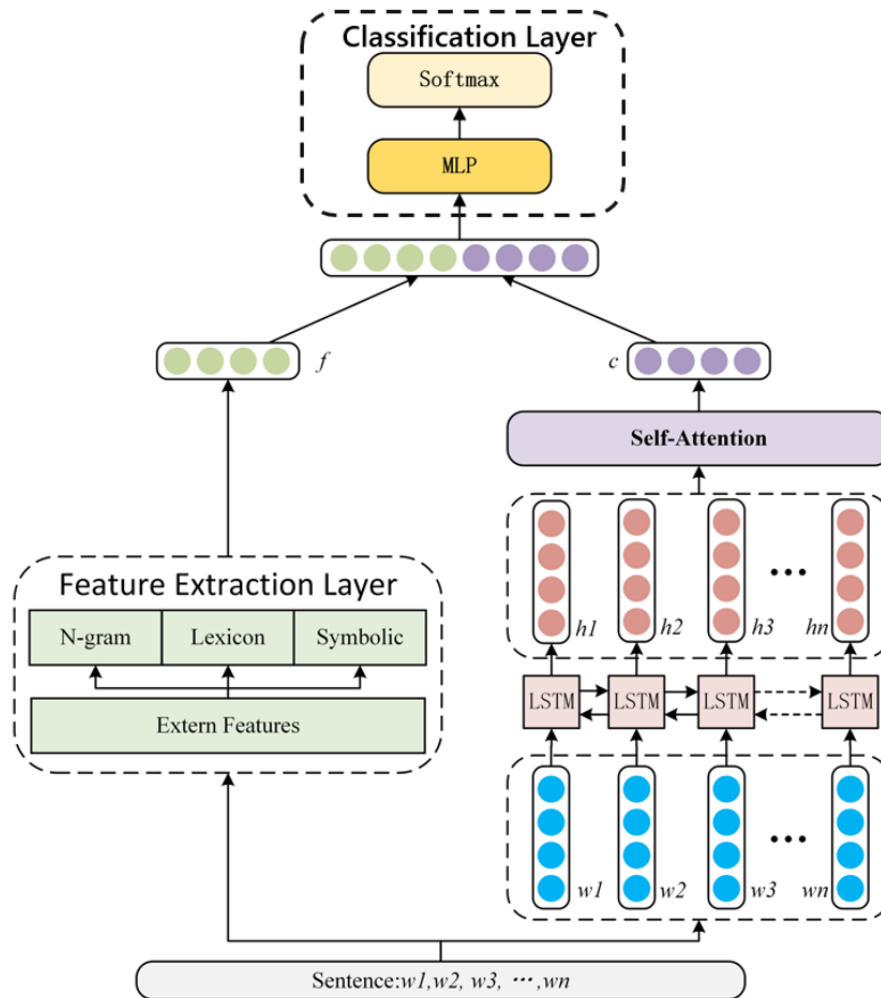 Classification Layer
Softmax
MLP
f
c
Self-Attention
h1 h2 h3 ··· hn
Feature Extraction Layer
N-gram Lexicon Symbolic
Extern Features
LSTM LSTM LSTM LSTM
w1 w2 w3 ··· wn
Sentence:w1,w2, w3, ···,wn